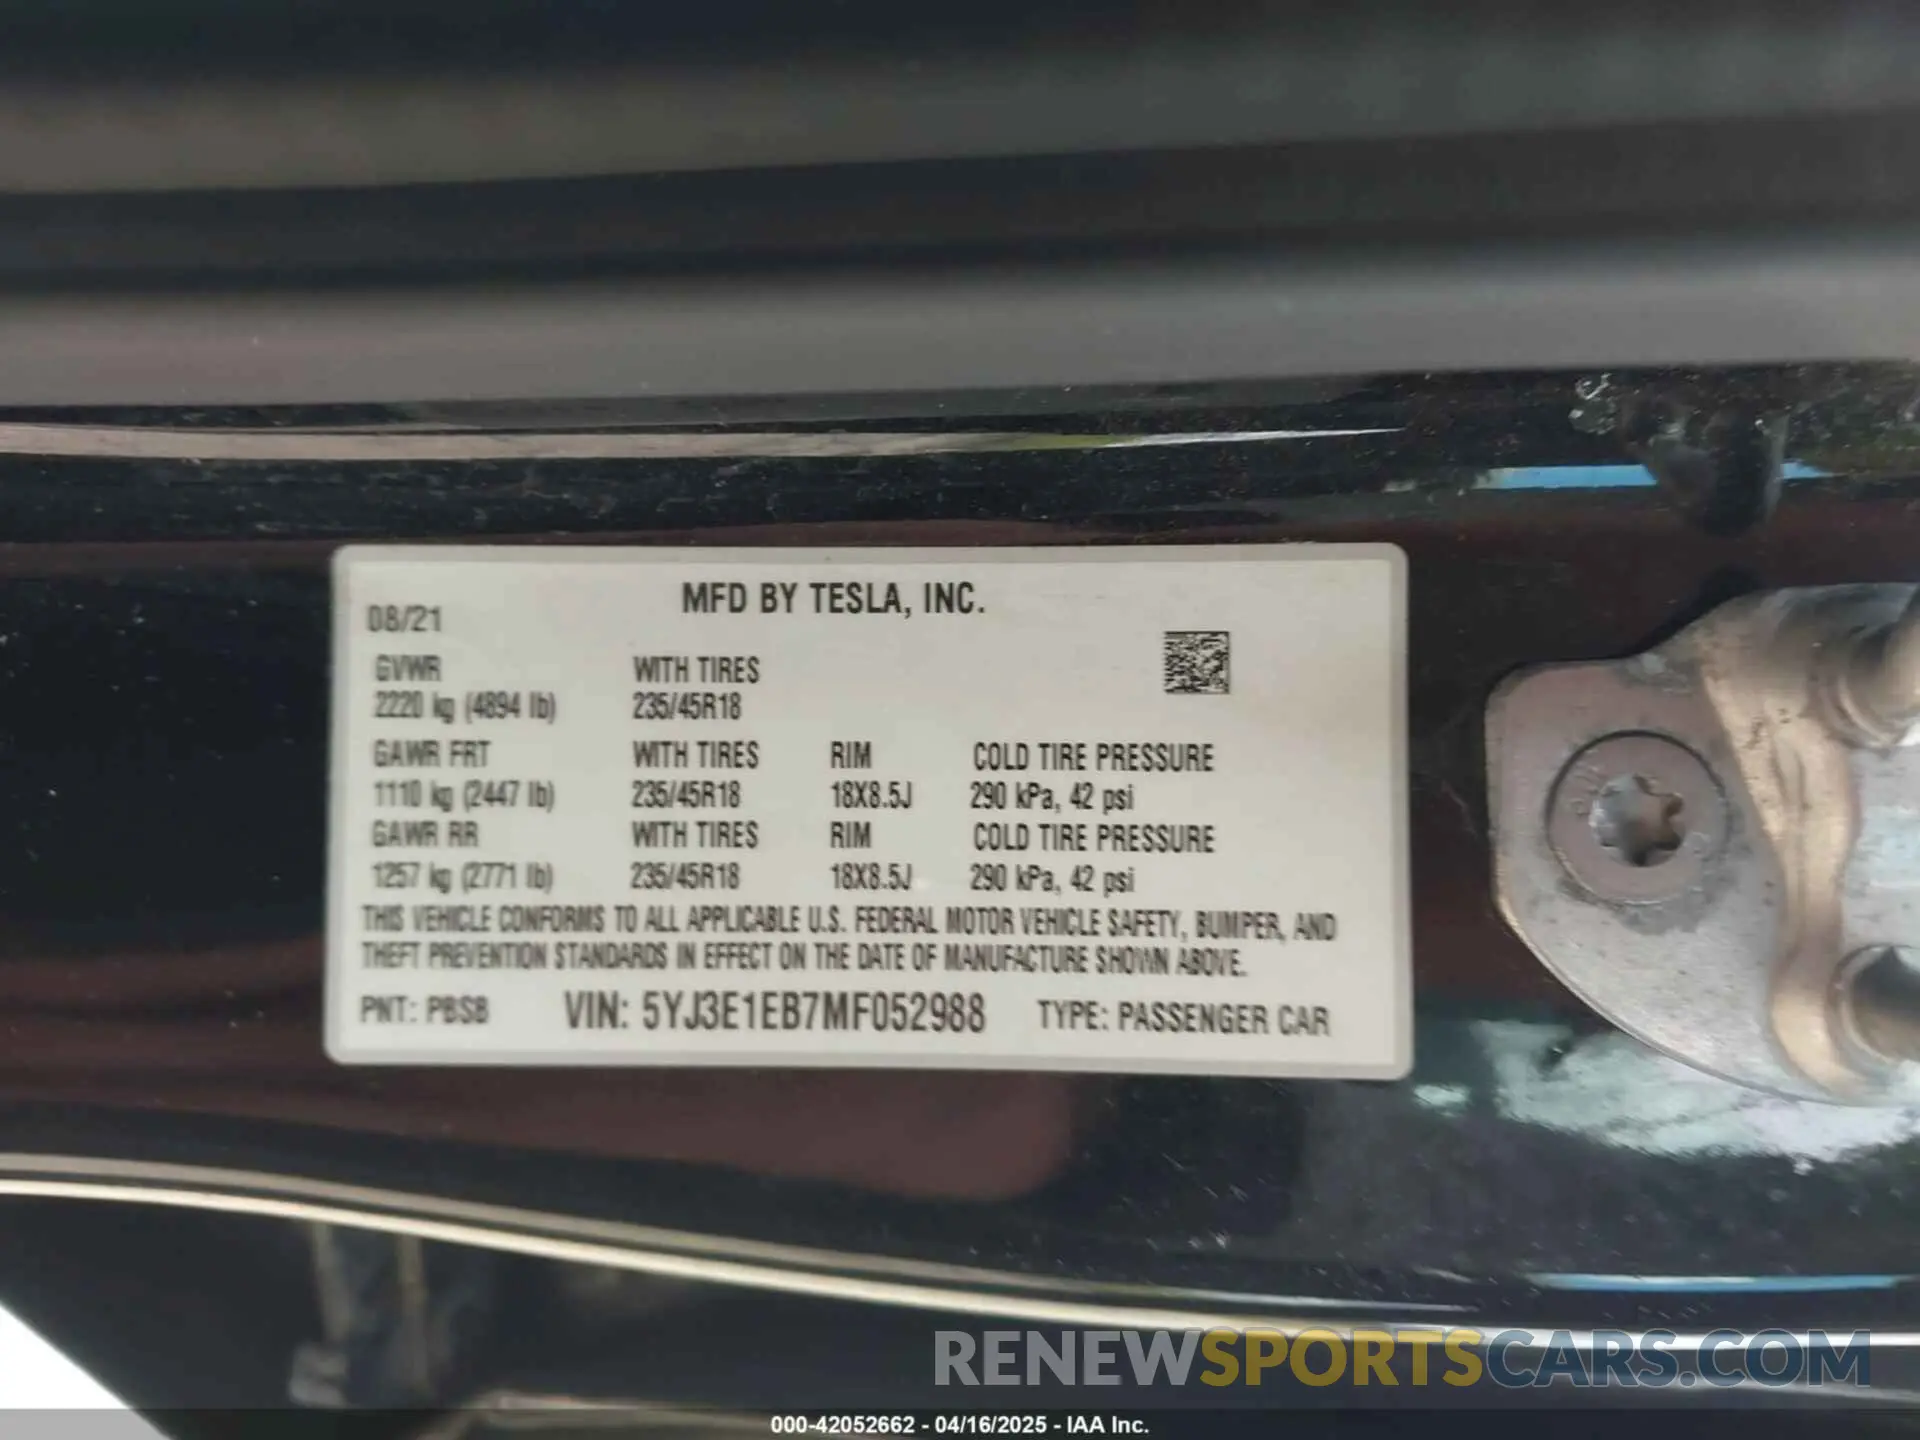 MFD BY TESLA, INC.
08/21
GVWR WITH TIRES
2220 kg (4894 lb) 235/45R18
GAWR FRT WITH TIRES RIM COLD TIRE PRESSURE
1110 kg (2447 lb) 235/45R18 18X8.5J 290 kPa, 42 psi
GAWR RR WITH TIRES RIM COLD TIRE PRESSURE
1257 kg (2771 lb) 235/45R18 18X8.5J 290 kPa, 42 psi
THIS VEHICLE CONFORMS TO ALL APPLICABLE U.S. FEDERAL MOTOR VEHICLE SAFETY, BUMPER, AND
THEFT PREVENTION STANDARDS IN EFFECT ON THE DATE OF MANUFACTURE SHOWN ABOVE.
PNT: PBSB VIN: 5YJ3E1EB7MF052988 TYPE: PASSENGER CAR
RENEWSPORTSCARS.COM
000-42052662 - 04/16/2025 - IAA Inc.